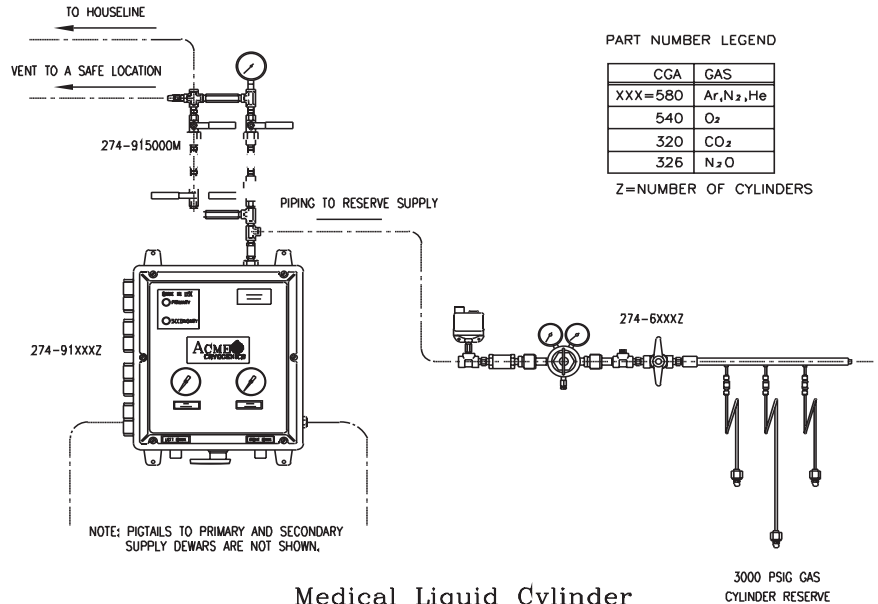 TO HOUSELINE
VENT TO A SAFE LOCATION
274-915000M
PART NUMBER LEGEND
CGA GAS
XXX=580 Ar,N₂,He
540 O₂
320 CO₂
326 N₂O
Z=NUMBER OF CYLINDERS
PIPING TO RESERVE SUPPLY
274-91XXXZ
PRIMARY
SECONDARY
ACME
CRYOGENICS
274-6XXXZ
NOTE: PIGTAILS TO PRIMARY AND SECONDARY
SUPPLY DEWARS ARE NOT SHOWN.
3000 PSIG GAS
CYLINDER RESERVE
Medical Liquid Cylinder